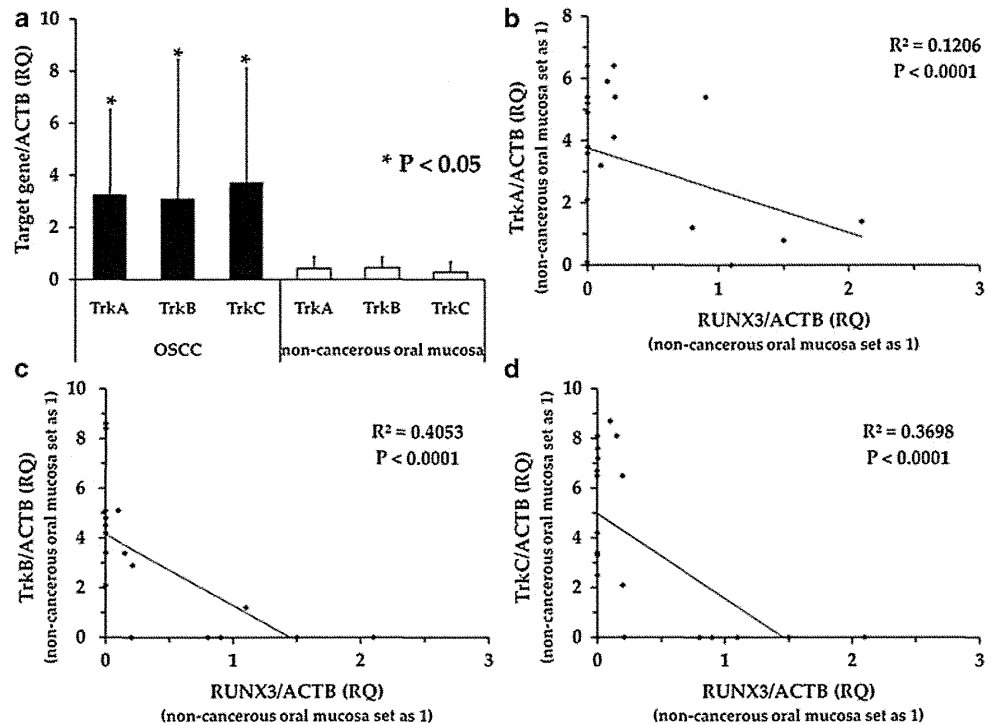 a
Target gene/ACTB (RQ)
10
8
6
4
2
0
*
*
*
* P < 0.05
TrkA
TrkB
TrkC
TrkA
TrkB
TrkC
OSCC
non-cancerous oral mucosa
b
TrkA/ACTB (RQ)
(non-cancerous oral mucosa set as 1)
8
6
4
2
0
R² = 0.1206
P < 0.0001
0
1
2
3
RUNX3/ACTB (RQ)
(non-cancerous oral mucosa set as 1)
c
TrkB/ACTB (RQ)
(non-cancerous oral mucosa set as 1)
10
8
6
4
2
0
R² = 0.4053
P < 0.0001
0
1
2
3
RUNX3/ACTB (RQ)
(non-cancerous oral mucosa set as 1)
d
TrkC/ACTB (RQ)
(non-cancerous oral mucosa set as 1)
10
8
6
4
2
0
R² = 0.3698
P < 0.0001
0
1
2
3
RUNX3/ACTB (RQ)
(non-cancerous oral mucosa set as 1)